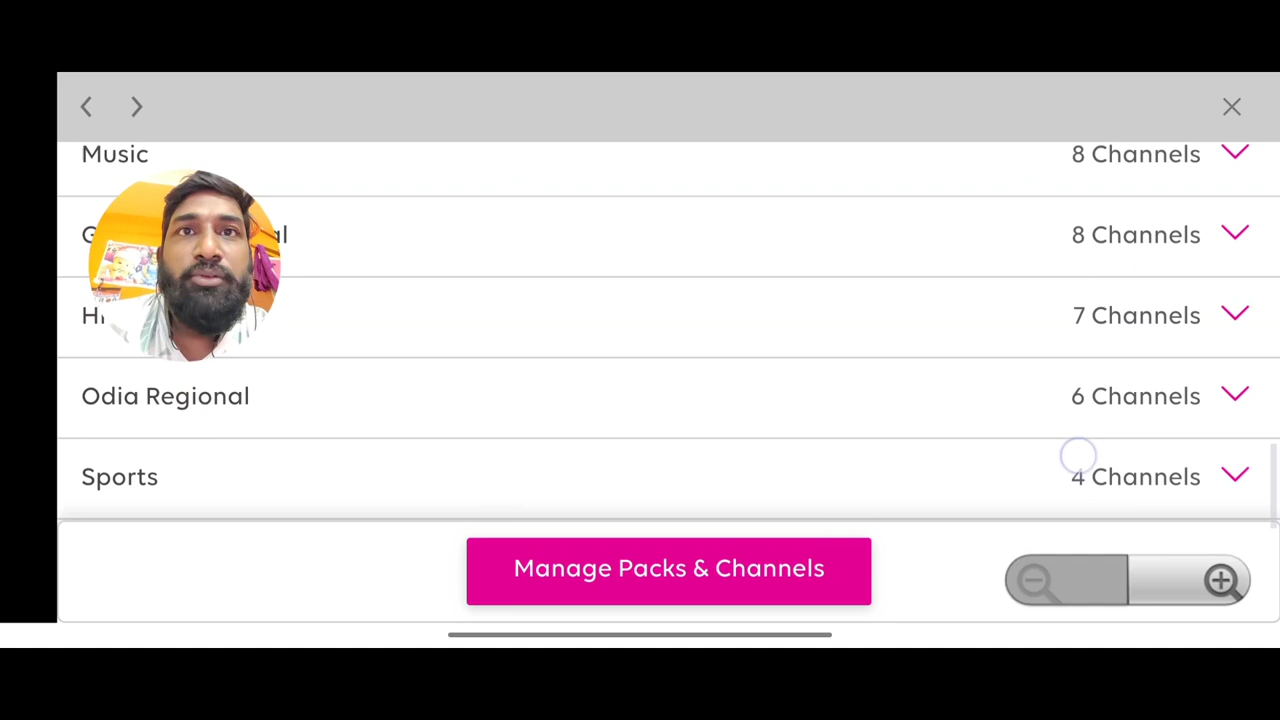 Music 8 Channels
8 Channels
7 Channels
Odia Regional 6 Channels
Sports 4 Channels
Manage Packs & Channels